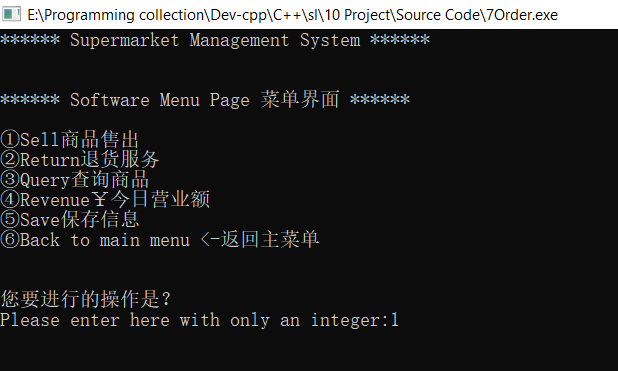 E:\Programming collection\Dev-cpp\C++\sl\10 Project\Source Code\7Order.exe
****** Supermarket Management System ******
****** Software Menu Page 菜单界面 ******
①Sell商品售出
②Return退货服务
③Query查询商品
④Revenue￥今日营业额
⑤Save保存信息
⑥Back to main menu <-返回主菜单
您要进行的操作是?
Please enter here with only an integer:1